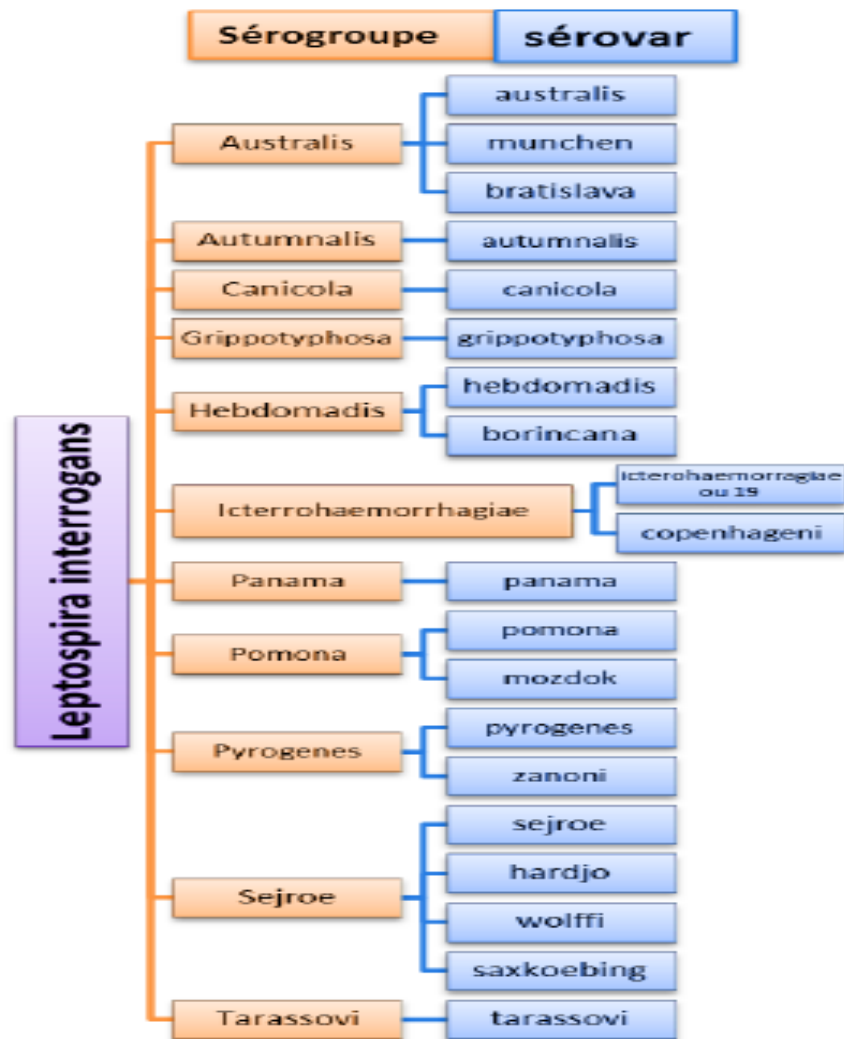 Sérogroupe sérovar
Leptospira interrogans
Australis
australis
munchen
bratislava
Autumnalis
autumnalis
Canicola
canicola
Grippotyphosa
grippotyphosa
Hebdomadis
hebdomadis
borincana
Icterrohaemorrhagiae
icterohaemorragiae
ou 19
copenhageni
Panama
panama
Pomona
pomona
mozdok
Pyrogenes
pyrogenes
zanoni
Sejroe
sejroe
hardjo
wolffi
saxkoebing
Tarassovi
tarassovi